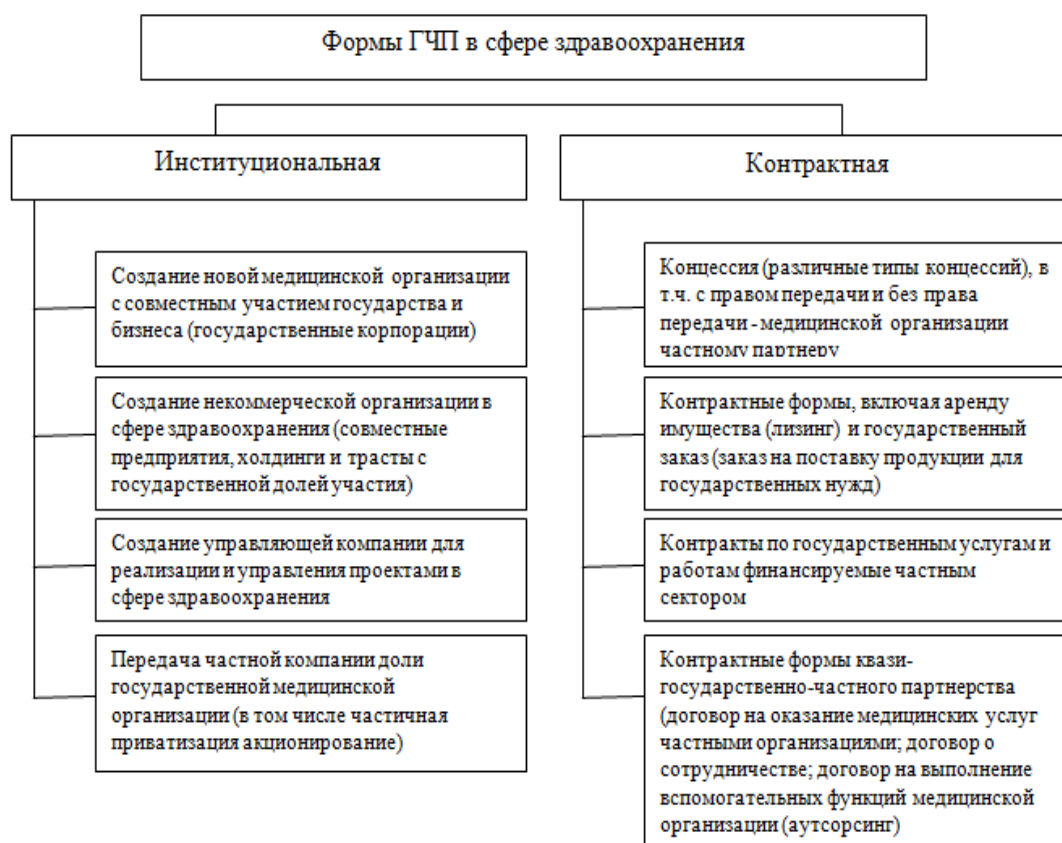 Формы ГЧП в сфере здравоохранения
Институциональная
Создание новой медицинской организации
с совместным участием государства и
бизнеса (государственные корпорации)
Создание некоммерческой организации в
сфере здравоохранения (совместные
предприятия, холдинги и трасты с
государственной долей участия)
Создание управляющей компании для
реализации и управления проектами в
сфере здравоохранения
Передача частной компании доли
государственной медицинской
организации (в том числе частичная
приватизация акционирование)
Контрактная
Концессия (различные типы концессий), в
т.ч. с правом передачи и без права
передачи - медицинской организации
частному партнеру
Контрактные формы, включая аренду
имущества (лизинг) и государственный
заказ (заказ на поставку продукции для
государственных нужд)
Контракты по государственным услугам и
работам финансируемые частным
сектором
Контрактные формы квази-
государственно-частного партнерства
(договор на оказание медицинских услуг
частными организациями; договор о
сотрудничестве; договор на выполнение
вспомогательных функций медицинской
организации (аутсорсинг)